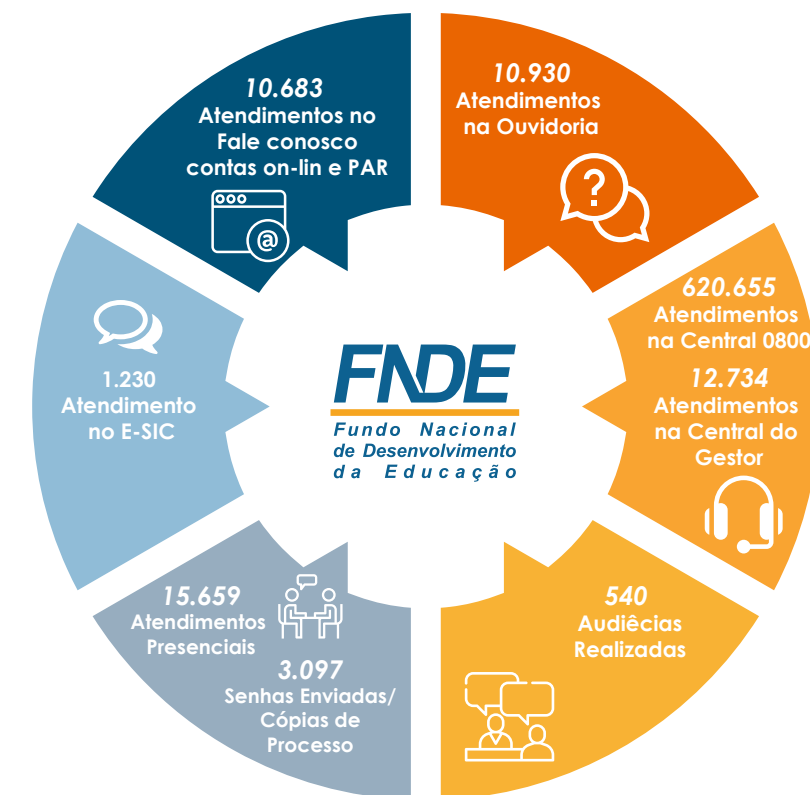 10.683
Atendimentos no
Fale conosco
contas on-lin e PAR
10.930
Atendimentos
na Ouvidoria
620.655
Atendimentos
na Central 0800
12.734
Atendimentos
na Central do
Gestor
540
Audiêcias
Realizadas
15.659
Atendimentos
Presenciais
3.097
Senhas Enviadas/
Cópias de
Processo
1.230
Atendimento
no E-SIC
FNDE
Fundo Nacional
de Desenvolvimento
da Educação